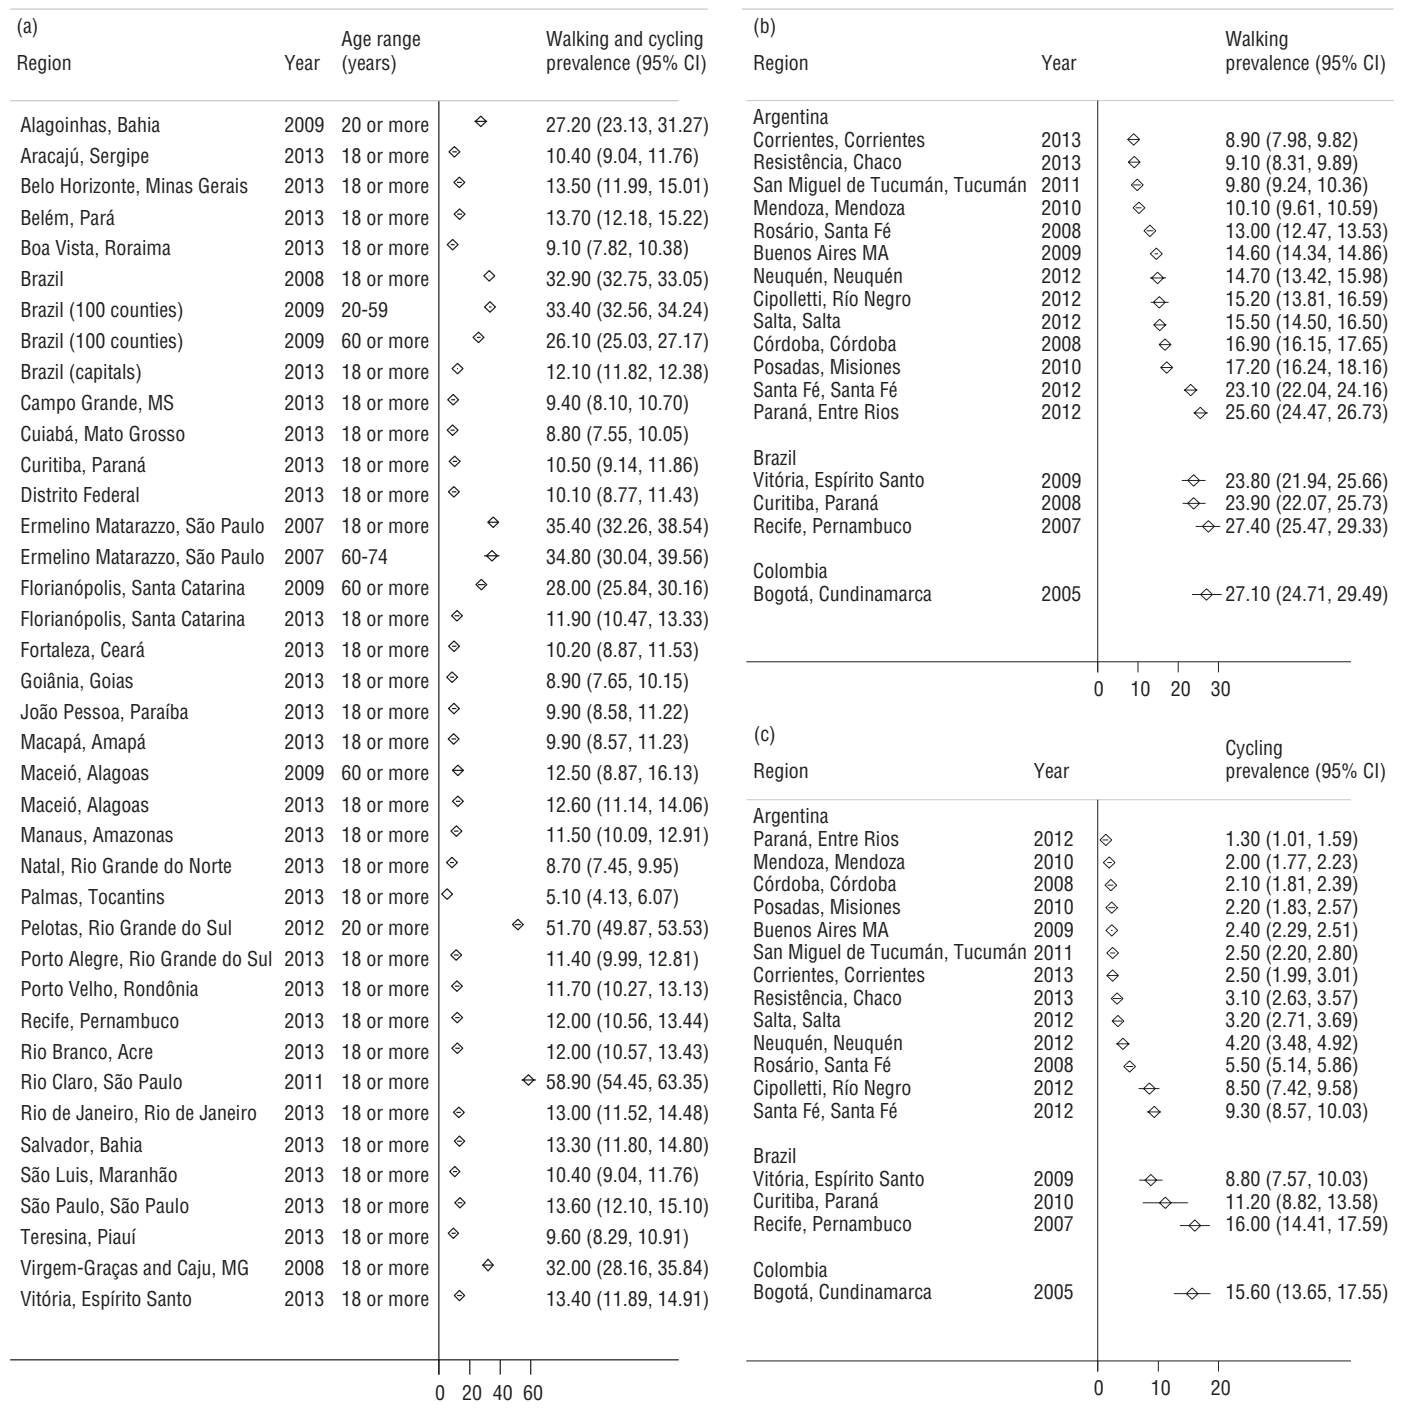 (a)
Region Year Age range (years) Walking and cycling prevalence (95% CI)
Alagoinhas, Bahia 2009 20 or more 27.20 (23.13, 31.27)
Aracajú, Sergipe 2013 18 or more 10.40 (9.04, 11.76)
Belo Horizonte, Minas Gerais 2013 18 or more 13.50 (11.99, 15.01)
Belém, Pará 2013 18 or more 13.70 (12.18, 15.22)
Boa Vista, Roraima 2013 18 or more 9.10 (7.82, 10.38)
Brazil 2008 18 or more 32.90 (32.75, 33.05)
Brazil (100 counties) 2009 20-59 33.40 (32.56, 34.24)
Brazil (100 counties) 2009 60 or more 26.10 (25.03, 27.17)
Brazil (capitals) 2013 18 or more 12.10 (11.82, 12.38)
Campo Grande, MS 2013 18 or more 9.40 (8.10, 10.70)
Cuiabá, Mato Grosso 2013 18 or more 8.80 (7.55, 10.05)
Curitiba, Paraná 2013 18 or more 10.50 (9.14, 11.86)
Distrito Federal 2013 18 or more 10.10 (8.77, 11.43)
Ermelino Matarazzo, São Paulo 2007 18 or more 35.40 (32.26, 38.54)
Ermelino Matarazzo, São Paulo 2007 60-74 34.80 (30.04, 39.56)
Florianópolis, Santa Catarina 2009 60 or more 28.00 (25.84, 30.16)
Florianópolis, Santa Catarina 2013 18 or more 11.90 (10.47, 13.33)
Fortaleza, Ceará 2013 18 or more 10.20 (8.87, 11.53)
Goiânia, Goias 2013 18 or more 8.90 (7.65, 10.15)
João Pessoa, Paraíba 2013 18 or more 9.90 (8.58, 11.22)
Macapá, Amapá 2013 18 or more 9.90 (8.57, 11.23)
Maceió, Alagoas 2009 60 or more 12.50 (8.87, 16.13)
Maceió, Alagoas 2013 18 or more 12.60 (11.14, 14.06)
Manaus, Amazonas 2013 18 or more 11.50 (10.09, 12.91)
Natal, Rio Grande do Norte 2013 18 or more 8.70 (7.45, 9.95)
Palmas, Tocantins 2013 18 or more 5.10 (4.13, 6.07)
Pelotas, Rio Grande do Sul 2012 20 or more 51.70 (49.87, 53.53)
Porto Alegre, Rio Grande do Sul 2013 18 or more 11.40 (9.99, 12.81)
Porto Velho, Rondônia 2013 18 or more 11.70 (10.27, 13.13)
Recife, Pernambuco 2013 18 or more 12.00 (10.56, 13.44)
Rio Branco, Acre 2013 18 or more 12.00 (10.57, 13.43)
Rio Claro, São Paulo 2011 18 or more 58.90 (54.45, 63.35)
Rio de Janeiro, Rio de Janeiro 2013 18 or more 13.00 (11.52, 14.48)
Salvador, Bahia 2013 18 or more 13.30 (11.80, 14.80)
São Luis, Maranhão 2013 18 or more 10.40 (9.04, 11.76)
São Paulo, São Paulo 2013 18 or more 13.60 (12.10, 15.10)
Teresina, Piauí 2013 18 or more 9.60 (8.29, 10.91)
Virgem-Graças and Caju, MG 2008 18 or more 32.00 (28.16, 35.84)
Vitória, Espírito Santo 2013 18 or more 13.40 (11.89, 14.91)
0 20 40 60
(b)
Region Year Walking prevalence (95% CI)
Argentina
Corrientes, Corrientes 2013 8.90 (7.98, 9.82)
Resistência, Chaco 2013 9.10 (8.31, 9.89)
San Miguel de Tucumán, Tucumán 2011 9.80 (9.24, 10.36)
Mendoza, Mendoza 2010 10.10 (9.61, 10.59)
Rosário, Santa Fé 2008 13.00 (12.47, 13.53)
Buenos Aires MA 2009 14.60 (14.34, 14.86)
Neuquén, Neuquén 2012 14.70 (13.42, 15.98)
Cipolletti, Río Negro 2012 15.20 (13.81, 16.59)
Salta, Salta 2012 15.50 (14.50, 16.50)
Córdoba, Córdoba 2008 16.90 (16.15, 17.65)
Posadas, Misiones 2010 17.20 (16.24, 18.16)
Santa Fé, Santa Fé 2012 23.10 (22.04, 24.16)
Paraná, Entre Rios 2012 25.60 (24.47, 26.73)
Brazil
Vitória, Espírito Santo 2009 23.80 (21.94, 25.66)
Curitiba, Paraná 2008 23.90 (22.07, 25.73)
Recife, Pernambuco 2007 27.40 (25.47, 29.33)
Colombia
Bogotá, Cundinamarca 2005 27.10 (24.71, 29.49)
0 10 20 30
(c)
Region Year Cycling prevalence (95% CI)
Argentina
Paraná, Entre Rios 2012 1.30 (1.01, 1.59)
Mendoza, Mendoza 2010 2.00 (1.77, 2.23)
Córdoba, Córdoba 2008 2.10 (1.81, 2.39)
Posadas, Misiones 2010 2.20 (1.83, 2.57)
Buenos Aires MA 2009 2.40 (2.29, 2.51)
San Miguel de Tucumán, Tucumán 2011 2.50 (2.20, 2.80)
Corrientes, Corrientes 2013 2.50 (1.99, 3.01)
Resistência, Chaco 2013 3.10 (2.63, 3.57)
Salta, Salta 2012 3.20 (2.71, 3.69)
Neuquén, Neuquén 2012 4.20 (3.48, 4.92)
Rosário, Santa Fé 2008 5.50 (5.14, 5.86)
Cipolletti, Río Negro 2012 8.50 (7.42, 9.58)
Santa Fé, Santa Fé 2012 9.30 (8.57, 10.03)
Brazil
Vitória, Espírito Santo 2009 8.80 (7.57, 10.03)
Curitiba, Paraná 2010 11.20 (8.82, 13.58)
Recife, Pernambuco 2007 16.00 (14.41, 17.59)
Colombia
Bogotá, Cundinamarca 2005 15.60 (13.65, 17.55)
0 10 20